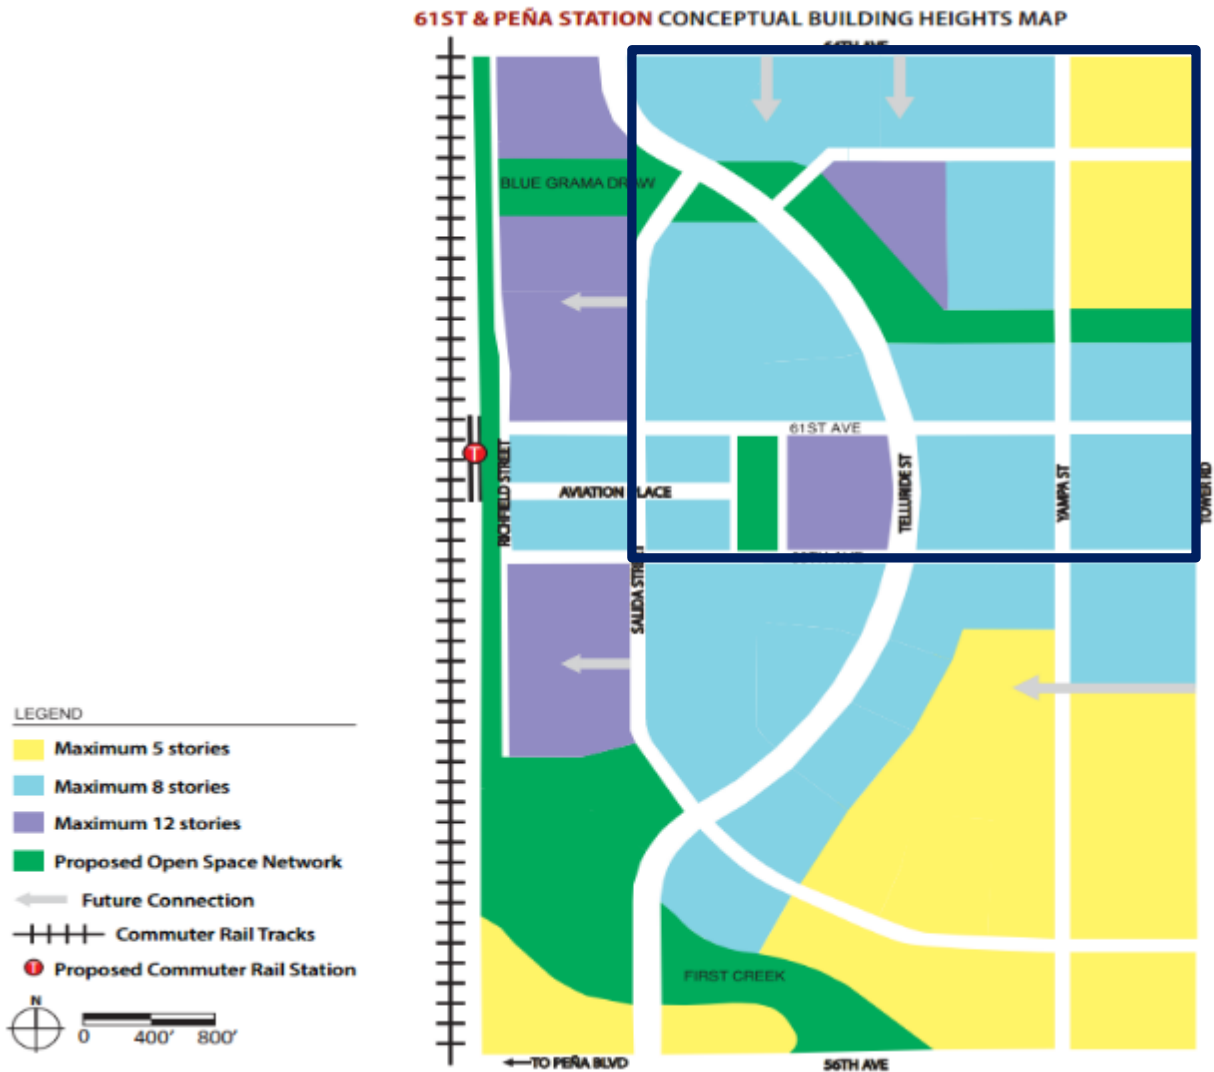 61ST & PEÑA STATION CONCEPTUAL BUILDING HEIGHTS MAP
64TH AVE
BLUE GRAMA DRAW
61ST AVE
RICHFIELD STREET
AVIATION PLACE
TELLURIDE ST
YAMPA ST
TOWER RD
SALIDA STREET
LEGEND
Maximum 5 stories
Maximum 8 stories
Maximum 12 stories
Proposed Open Space Network
Future Connection
Commuter Rail Tracks
T Proposed Commuter Rail Station
FIRST CREEK
N
0 400' 800'
TO PEÑA BLVD
56TH AVE